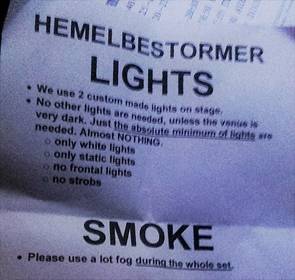 HEMELBESTORMER
LIGHTS
• We use 2 custom made lights on stage.
• No other lights are needed, unless the venue is
very dark. Just the absolute minimum of lights are
needed. Almost NOTHING.
○ only white lights
○ only static lights
○ no frontal lights
○ no strobs
SMOKE
• Please use a lot fog during the whole set.